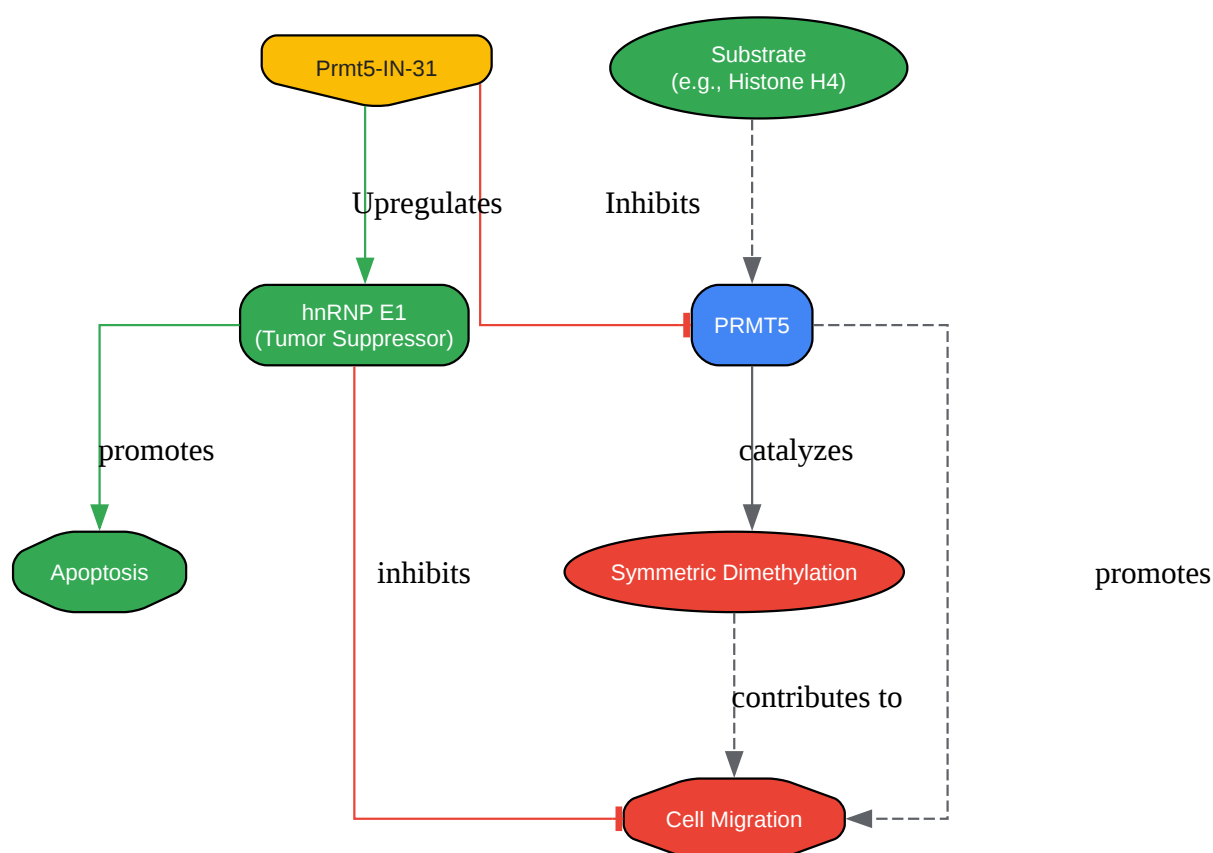 Prmt5-IN-31
Substrate
(e.g., Histone H4)
Upregulates
Inhibits
hnRNP E1
(Tumor Suppressor)
PRMT5
promotes
catalyzes
Apoptosis
inhibits
Symmetric Dimethylation
promotes
contributes to
Cell Migration